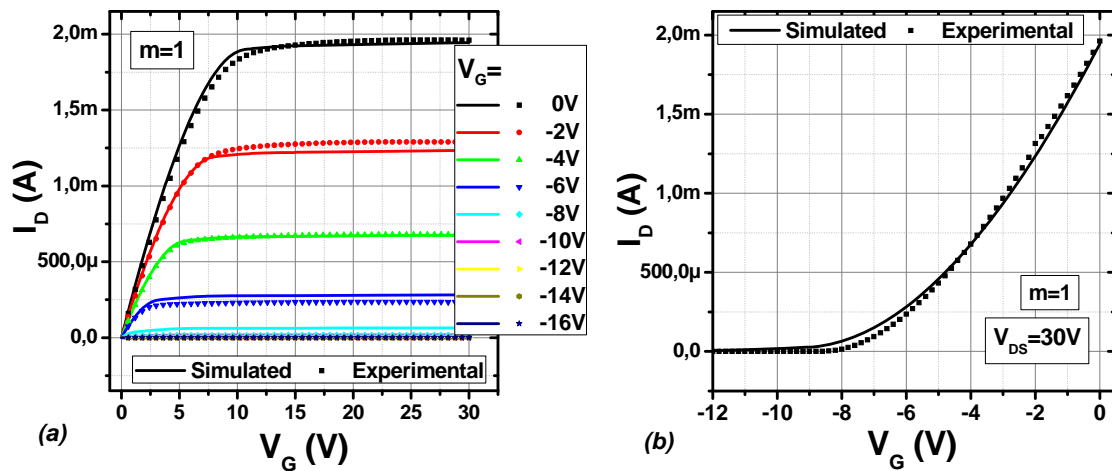 2,0m
1,5m
1,0m
500,0µ
0,0
I_D (A)
m=1
V_G=
0V
-2V
-4V
-6V
-8V
-10V
-12V
-14V
-16V
Simulated Experimental
0 5 10 15 20 25 30
(a)
V_G (V)
Simulated Experimental
2,0m
1,5m
1,0m
500,0µ
0,0
I_D (A)
m=1
V_DS=30V
-12 -10 -8 -6 -4 -2 0
(b)
V_G (V)